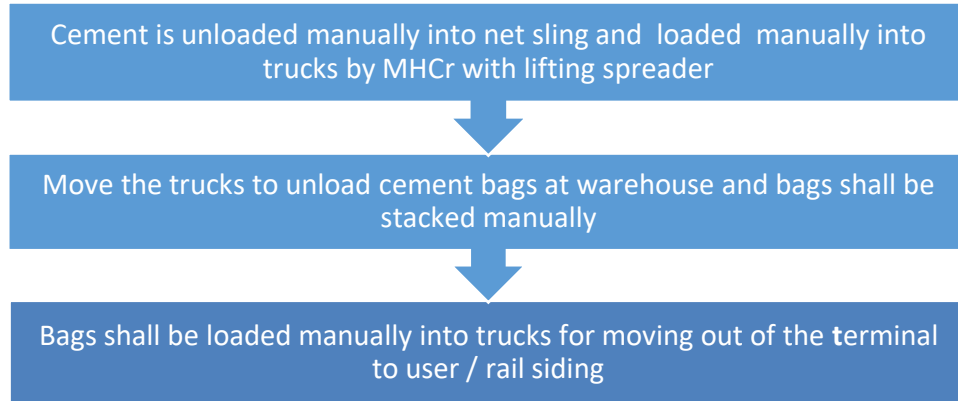 Cement is unloaded manually into net sling and  loaded  manually into
trucks by MHCr with lifting spreader
Move the trucks to unload cement bags at warehouse and bags shall be
stacked manually
Bags shall be loaded manually into trucks for moving out of the terminal
to user / rail siding